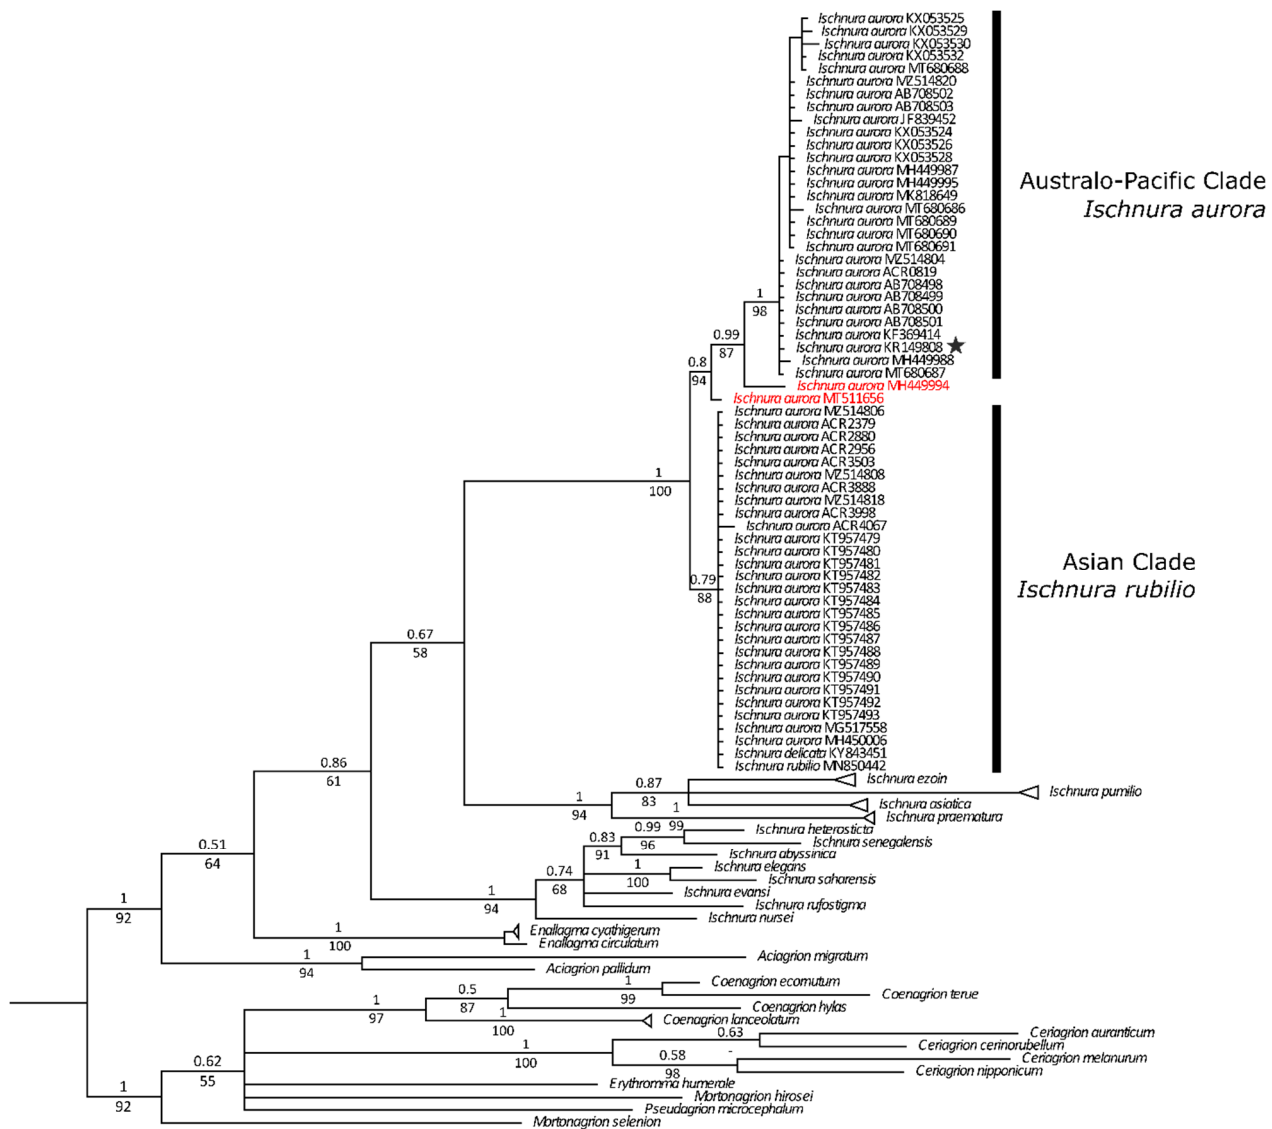 Ischnura aurora KX053525
Ischnura aurora KX053529
Ischnura aurora KX053530
Ischnura aurora KX053532
Ischnura aurora MT680688
Ischnura aurora MZ514820
Ischnura aurora AB708502
Ischnura aurora AB708503
Ischnura aurora JF839452
Ischnura aurora KX053524
Ischnura aurora KX053526
Ischnura aurora KX053528
Ischnura aurora MH449987
Ischnura aurora MH449995
Ischnura aurora MK818649
Ischnura aurora MT680686
Ischnura aurora MT680689
Ischnura aurora MT680690
Ischnura aurora MT680691
Ischnura aurora MZ514804
Ischnura aurora ACR0819
Ischnura aurora AB708498
Ischnura aurora AB708499
Ischnura aurora AB708500
Ischnura aurora AB708501
Ischnura aurora KF369414
Ischnura aurora KR149808
Ischnura aurora MH449988
Ischnura aurora MT680687
Australo-Pacific Clade
Ischnura aurora
1
98
0.99
87
0.8
94
Ischnura aurora MH449994
Ischnura aurora MT511656
Ischnura aurora MZ514806
Ischnura aurora ACR2379
Ischnura aurora ACR2880
Ischnura aurora ACR2956
Ischnura aurora ACR3503
Ischnura aurora MZ514808
Ischnura aurora ACR3888
Ischnura aurora MZ514818
Ischnura aurora ACR3998
Ischnura aurora ACR4067
Ischnura aurora KT957479
Ischnura aurora KT957480
Ischnura aurora KT957481
Ischnura aurora KT957482
Ischnura aurora KT957483
Ischnura aurora KT957484
Ischnura aurora KT957485
Ischnura aurora KT957486
Ischnura aurora KT957487
Ischnura aurora KT957488
Ischnura aurora KT957489
Ischnura aurora KT957490
Ischnura aurora KT957491
Ischnura aurora KT957492
Ischnura aurora KT957493
Ischnura aurora MG517558
Ischnura aurora MH450006
Ischnura delicata KY843451
Ischnura rubilio MN850442
Asian Clade
Ischnura rubilio
1
100
0.79
88
0.67
58
0.86
61
0.87
83
1
94
1
99
Ischnura ezoin
Ischnura pumilio
Ischnura asiatica
Ischnura praematura
0.99
96
0.83
91
1
100
0.74
68
1
94
Ischnura heterosticta
Ischnura senegalensis
Ischnura abyssinica
Ischnura elegans
Ischnura saharensis
Ischnura evansi
Ischnura rufostigma
Ischnura nursei
0.51
64
1
92
1
100
Enallagma cyathigerum
Enallagma circulatum
1
94
Aciagrion migratum
Aciagrion pallidum
1
99
0.5
87
1
97
1
100
Coenagrion ecornutum
Coenagrion terue
Coenagrion hylas
Coenagrion lanceolatum
0.63
-
1
100
0.58
98
Ceriagrion auranticum
Ceriagrion cerinorubellum
Ceriagrion melanurum
Ceriagrion nipponicum
0.62
55
1
92
Erythromma humerale
Mortonagrion hirosei
Pseudagrion microcephalum
Mortonagrion selenion